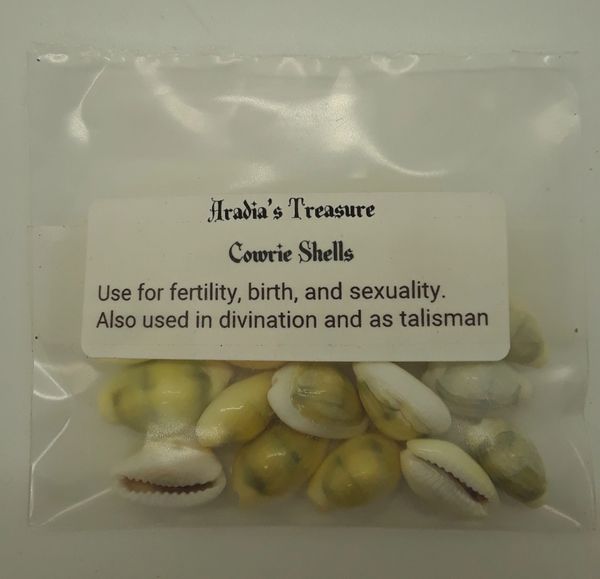 Aradia's Treasure
Cowrie Shells
Use for fertility, birth, and sexuality.
Also used in divination and as talisman